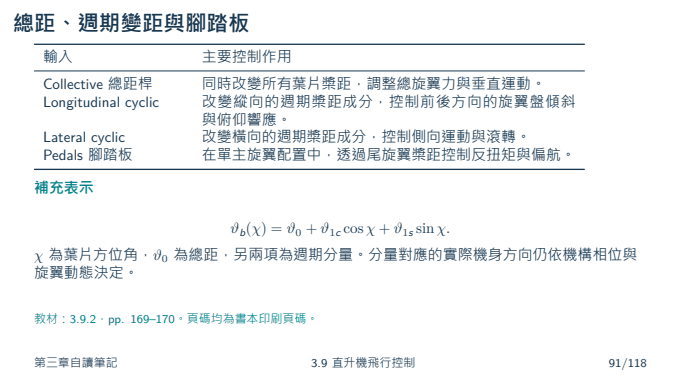 總距、週期變距與腳踏板
輸入 主要控制作用
Collective 總距桿 同時改變所有葉片槳距，調整總旋翼力與垂直運動。
Longitudinal cyclic 改變縱向的週期槳距成分，控制前後方向的旋翼盤傾斜
與俯仰響應。
Lateral cyclic 改變橫向的週期槳距成分，控制側向運動與滾轉。
Pedals 腳踏板 在單主旋翼配置中，透過尾旋翼槳距控制反扭矩與偏航。
補充表示
ϑ_b(χ) = ϑ_0 + ϑ_{1c} cos χ + ϑ_{1s} sin χ.
χ 為葉片方位角，ϑ_0 為總距，另兩項為週期分量。分量對應的實際機身方向仍依機構相位與
旋翼動態決定。
教材：3.9.2，pp. 169–170。頁碼均為書本印刷頁碼。
第三章自讀筆記 3.9 直升機飛行控制 91/118